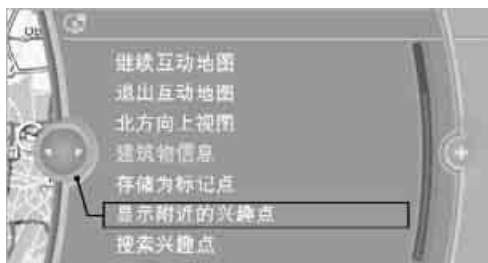 继续互动地图
退出互动地图
北方向上视图
建筑物信息
存储为标记点
显示附近的兴趣点
搜索兴趣点